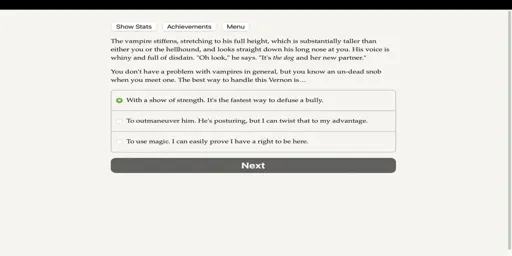 Show Stats
Achievements
Menu
The vampire stiffens, stretching to his full height, which is substantially taller than
either you or the hellhound, and looks straight down his long nose at you. His voice is
whiny and full of disdain. "Oh look," he says. "It's the dog and her new partner."
You don't have a problem with vampires in general, but you know an un-dead snob
when you meet one. The best way to handle this Vernon is...
With a show of strength. It's the fastest way to defuse a bully.
To outmaneuver him. He's posturing, but I can twist that to my advantage.
To use magic. I can easily prove I have a right to be here.
Next